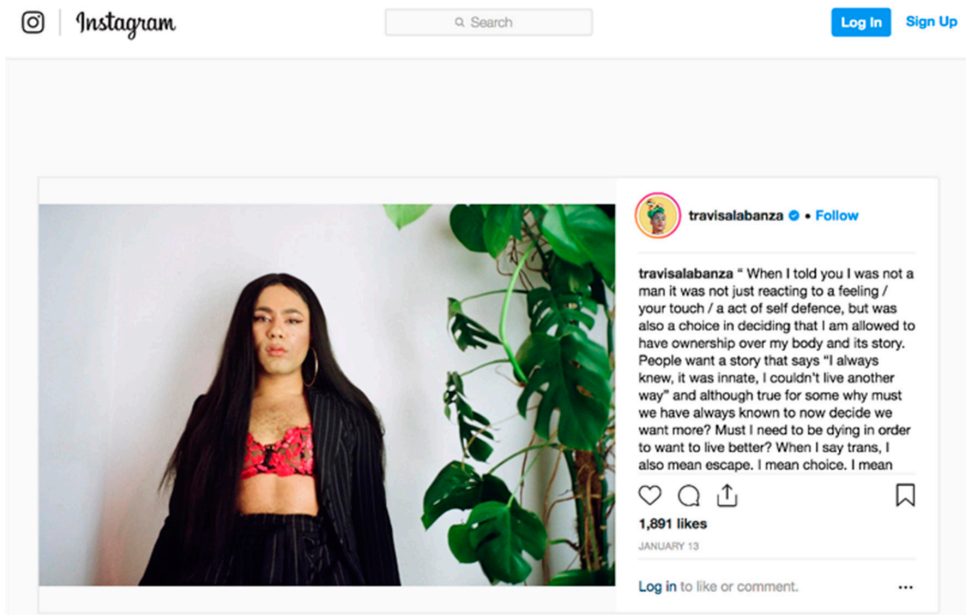 Instagram
Search
Log In
Sign Up
travisalabanza • Follow
travisalabanza “ When I told you I was not a
man it was not just reacting to a feeling /
your touch / a act of self defence, but was
also a choice in deciding that I am allowed to
have ownership over my body and its story.
People want a story that says “I always
knew, it was innate, I couldn’t live another
way” and although true for some why must
we have always known to now decide we
want more? Must I need to be dying in order
to want to live better? When I say trans, I
also mean escape. I mean choice. I mean
1,891 likes
JANUARY 13
Log in to like or comment.